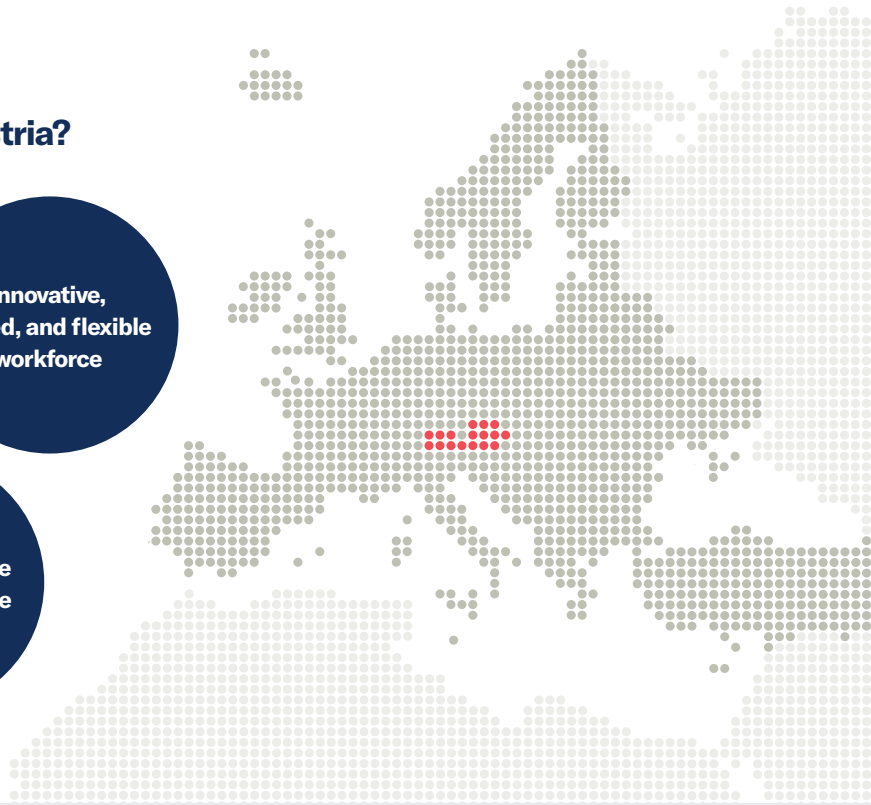 tria?
nnovative,
d, and flexible
workforce
e
e